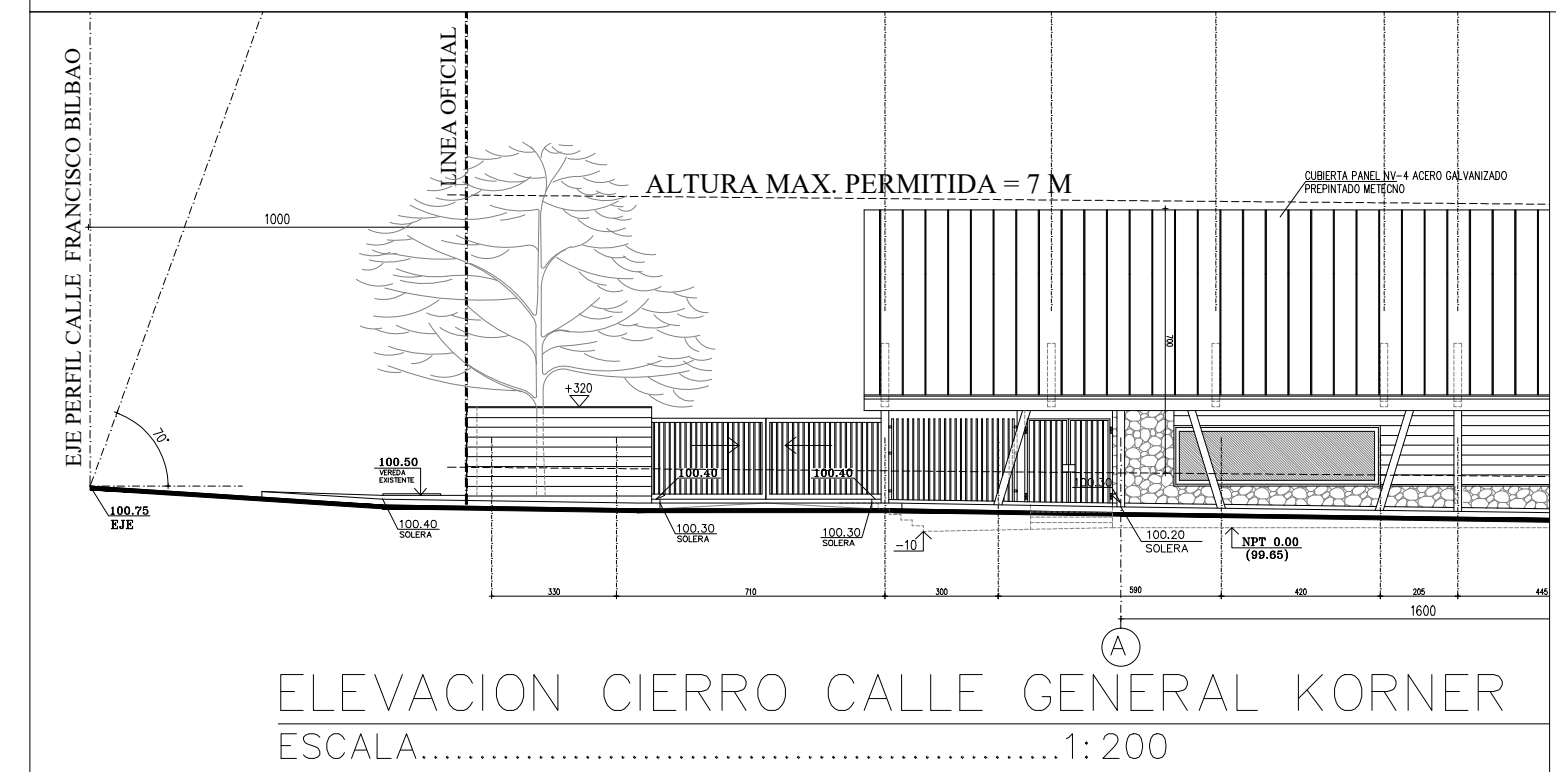 EJE PERFIL CALLE FRANCISCO BILBAO
LINEA OFICIAL
ALTURA MAX. PERMITIDA = 7 M
CUBIERTA PANEL NV-4 ACERO GALVANIZADO
PREPINTADO METECNO
1000
700
+320
70°
100.50
VEREDA
EXISTENTE
100.40
100.40
100.30
100.75
EJE
100.40
SOLERA
100.30
SOLERA
100.30
SOLERA
-10
100.20
SOLERA
NPT 0.00
(99.65)
330
710
300
590
420
205
445
1600
A
ELEVACION CIERRO CALLE GENERAL KORNER
ESCALA......................................................1:200